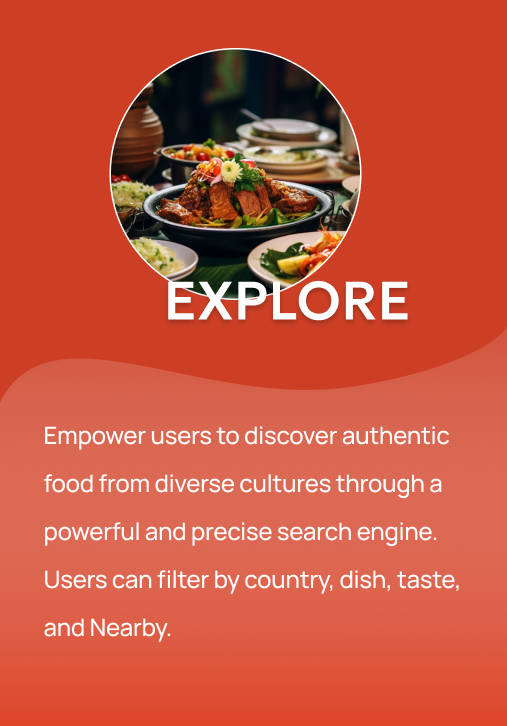 EXPLORE
Empower users to discover authentic
food from diverse cultures through a
powerful and precise search engine.
Users can filter by country, dish, taste,
and Nearby.